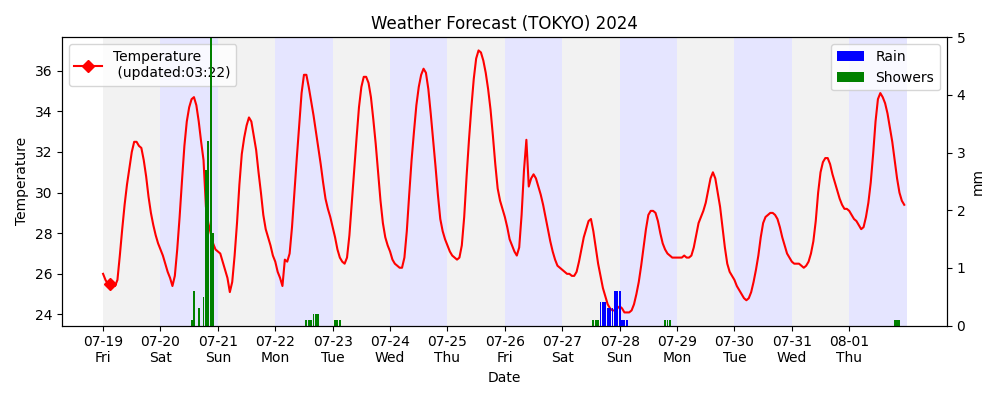 Weather Forecast (TOKYO) 2024
Temperature
(updated:03:22)
Rain
Showers
Temperature
36
34
32
30
28
26
24
5
4
3
2
1
0
mm
07-19 07-20 07-21 07-22 07-23 07-24 07-25 07-26 07-27 07-28 07-29 07-30 07-31 08-01
Fri Sat Sun Mon Tue Wed Thu Fri Sat Sun Mon Tue Wed Thu
Date